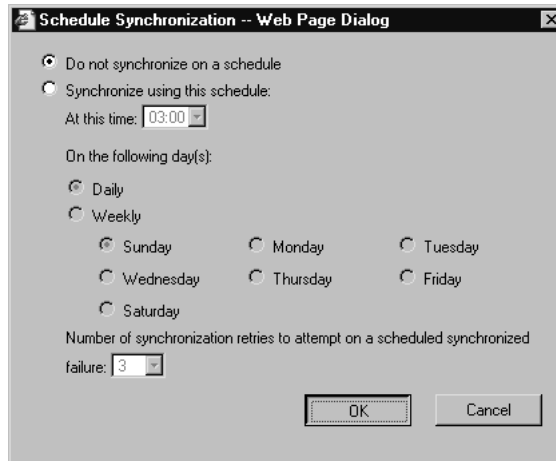 Schedule Synchronization -- Web Page Dialog
Do not synchronize on a schedule
Synchronize using this schedule:
At this time: 03:00
On the following day(s):
Daily
Weekly
Sunday Monday Tuesday
Wednesday Thursday Friday
Saturday
Number of synchronization retries to attempt on a scheduled synchronized
failure: 3
OK Cancel